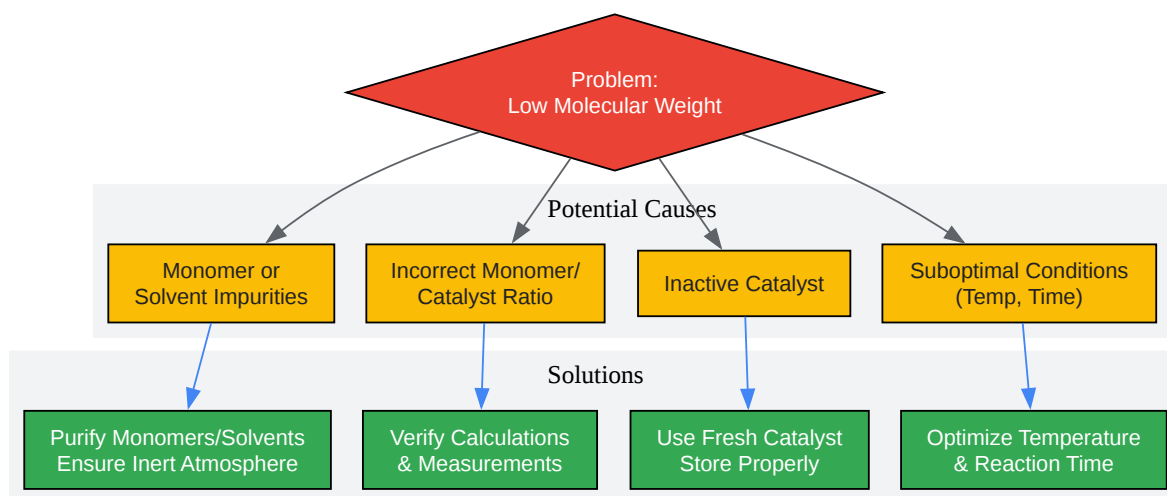 Problem:
Low Molecular Weight
Potential Causes
Monomer or
Solvent Impurities
Incorrect Monomer/
Catalyst Ratio
Inactive Catalyst
Suboptimal Conditions
(Temp, Time)
Solutions
Purify Monomers/Solvents
Ensure Inert Atmosphere
Verify Calculations
& Measurements
Use Fresh Catalyst
Store Properly
Optimize Temperature
& Reaction Time